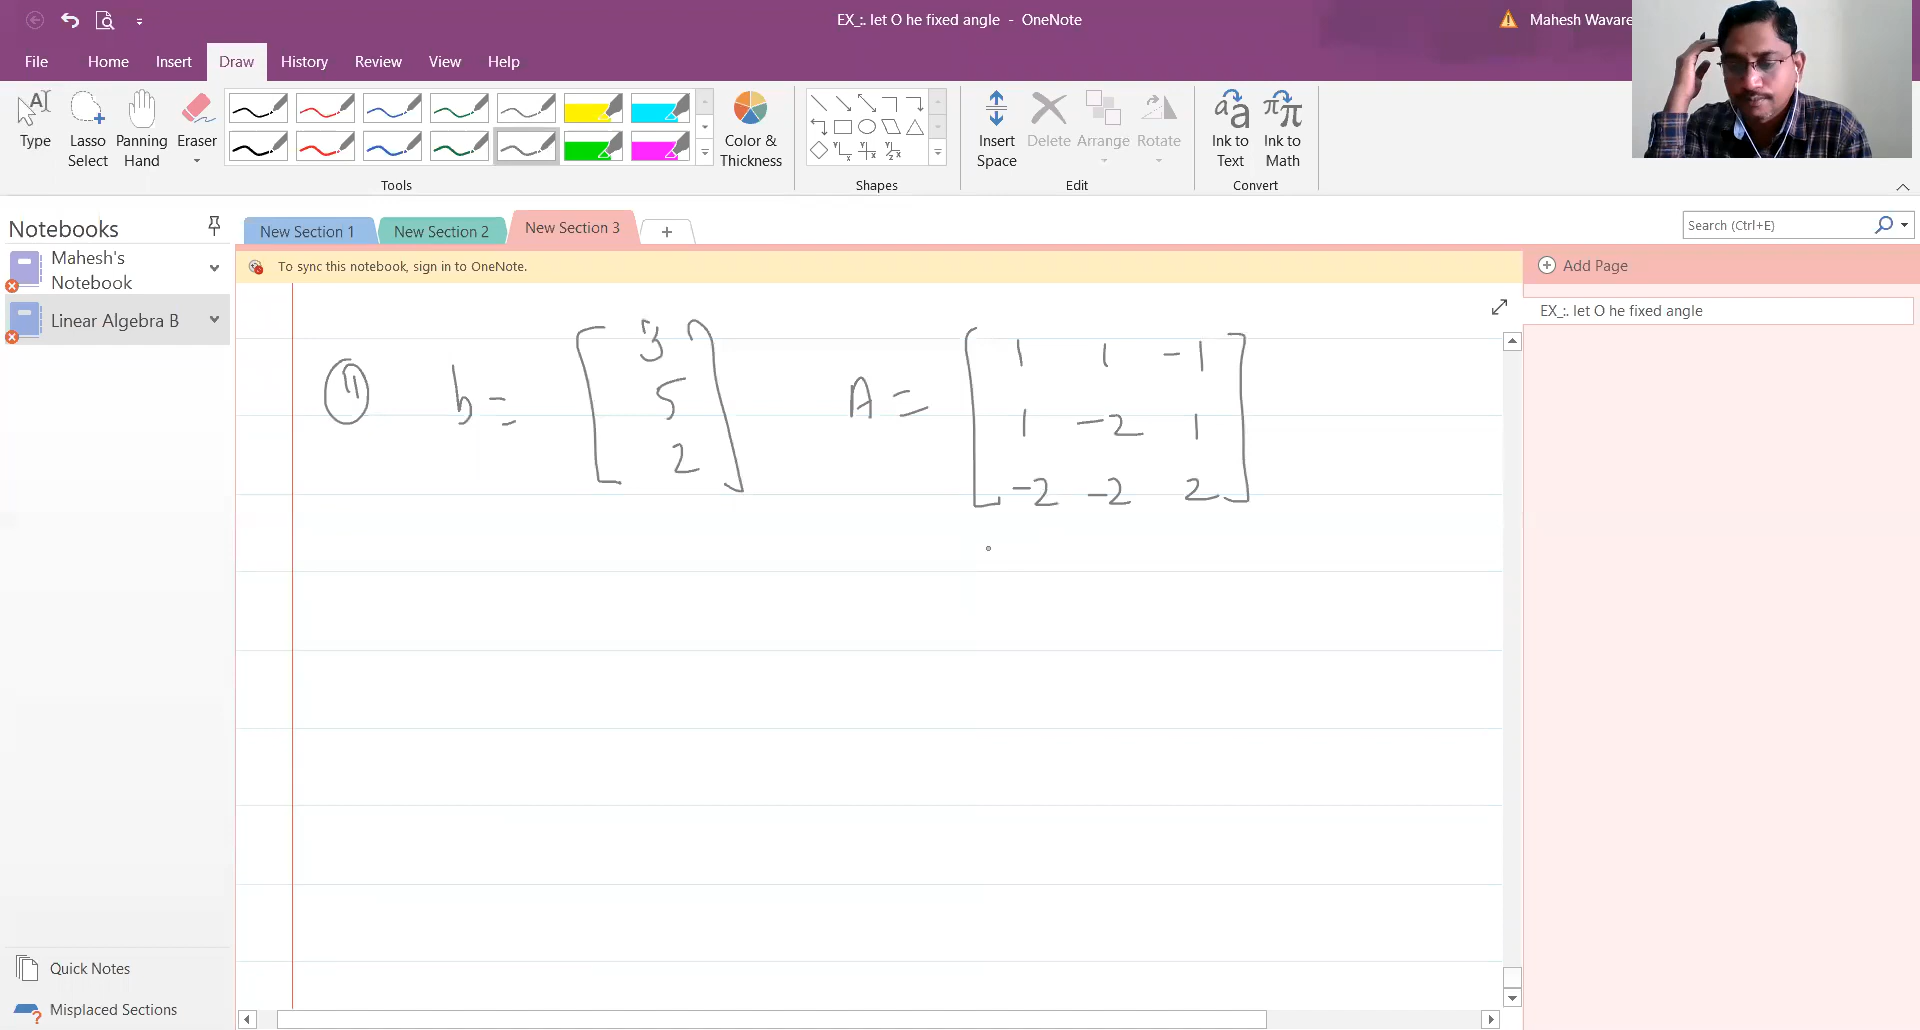 EX_:. let O he fixed angle - OneNote
Mahesh Wavare
File Home Insert Draw History Review View Help
Type
Lasso Select
Panning Hand
Eraser
Color & Thickness
Insert Space
Delete
Arrange
Rotate
Ink to Text
Ink to Math
Tools
Shapes
Edit
Convert
Notebooks
Mahesh's Notebook
Linear Algebra B
New Section 1
New Section 2
New Section 3
+
Search (Ctrl+E)
To sync this notebook, sign in to OneNote.
Add Page
EX_:. let O he fixed angle
b =
3
5
2
A =
1 1 -1
1 -2 1
-2 -2 2
Quick Notes
Misplaced Sections